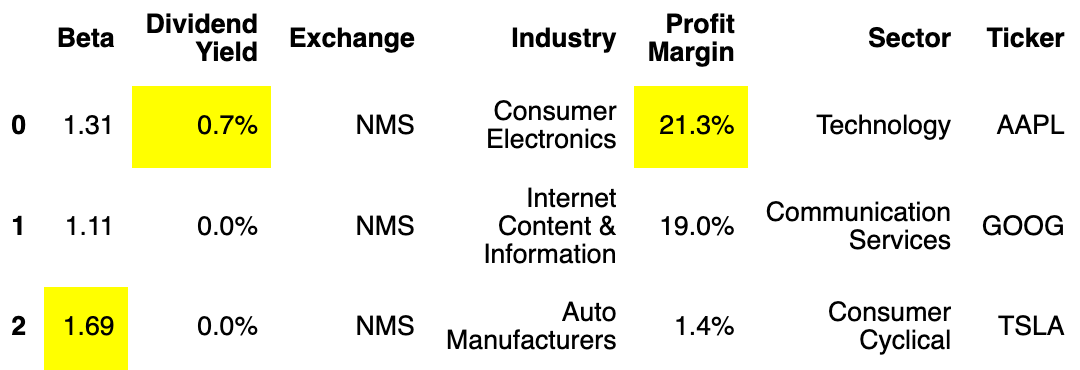 Beta Dividend Yield Exchange Industry Profit Margin Sector Ticker
0 1.31 0.7% NMS Consumer Electronics 21.3% Technology AAPL
1 1.11 0.0% NMS Internet Content & Information 19.0% Communication Services GOOG
2 1.69 0.0% NMS Auto Manufacturers 1.4% Consumer Cyclical TSLA